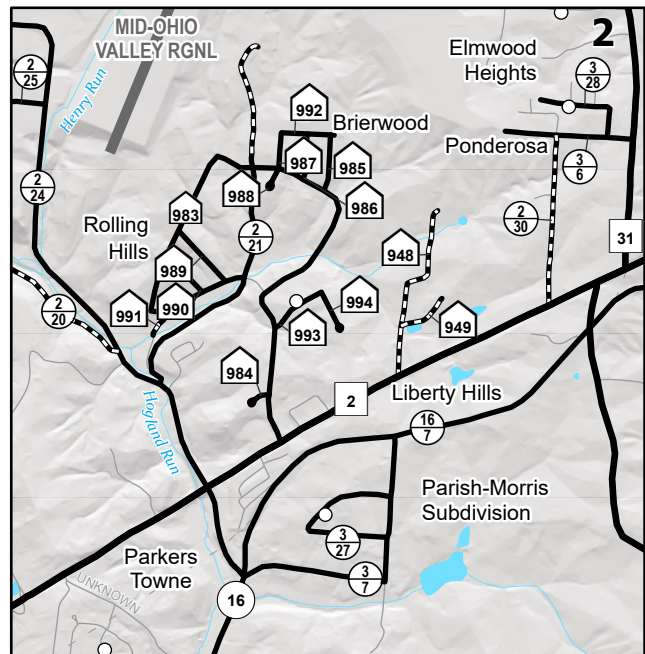 MID-OHIO
VALLEY RGNL
2
Elmwood
Heights
2
25
3
28
Henry Run
992
Brierwood
Ponderosa
987
985
3
6
2
24
988
986
983
2
30
Rolling
Hills
2
21
948
31
989
991
990
994
2
20
993
949
984
2
Liberty Hills
16
7
Hogland Run
Parish-Morris
Subdivision
3
27
Parkers
Towne
3
7
UNKNOWN
16